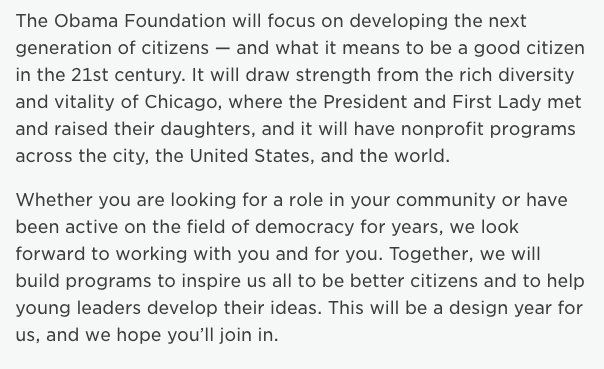 The Obama Foundation will focus on developing the next
generation of citizens — and what it means to be a good citizen
in the 21st century. It will draw strength from the rich diversity
and vitality of Chicago, where the President and First Lady met
and raised their daughters, and it will have nonprofit programs
across the city, the United States, and the world.
Whether you are looking for a role in your community or have
been active on the field of democracy for years, we look
forward to working with you and for you. Together, we will
build programs to inspire us all to be better citizens and to help
young leaders develop their ideas. This will be a design year for
us, and we hope you’ll join in.